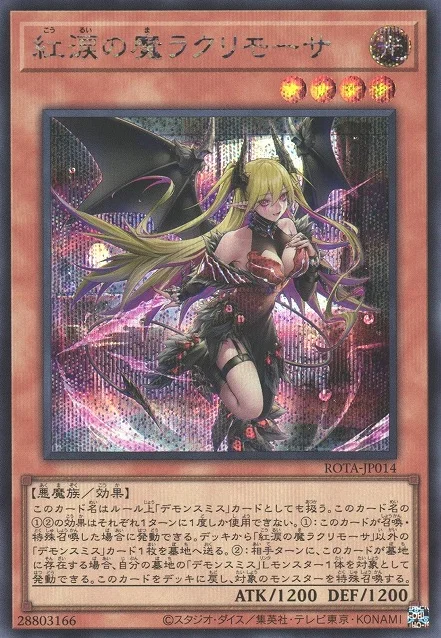 紅涙の魔ラクリモーサ
ROTA-JP014
【悪魔族/効果】
このカード名はルール上「デモンスミス」カードとしても扱う。このカード名の
①②の効果はそれぞれ1ターンに1度しか使用できない。①:このカードが召喚・
特殊召喚した場合に発動できる。デッキから「紅涙の魔ラクリモーサ」以外の
「デモンスミス」カード1枚を墓地へ送る。②:相手ターンに、このカードが墓地
に存在する場合、自分の墓地の「デモンスミス」Lモンスター1体を対象として
発動できる。このカードをデッキに戻し、対象のモンスターを特殊召喚する。
ATK/1200 DEF/1200
28803166
©スタジオ・ダイス/集英社・テレビ東京・KONAMI